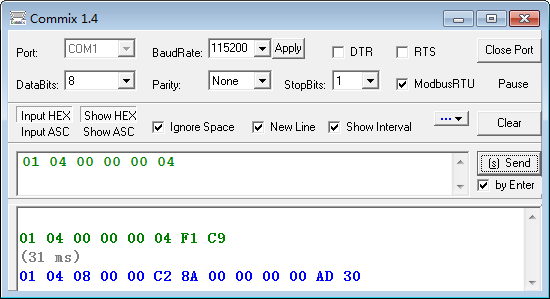 Commix 1.4
Port: COM1 BaudRate: 115200 Apply DTR RTS Close Port
DataBits: 8 Parity: None StopBits: 1 ModbusRTU Pause
Input HEX Show HEX
Input ASC Show ASC Ignore Space New Line Show Interval ... Clear
01 04 00 00 00 04 [s] Send
by Enter
01 04 00 00 00 04 F1 C9
(31 ms)
01 04 08 00 00 C2 8A 00 00 00 00 AD 30